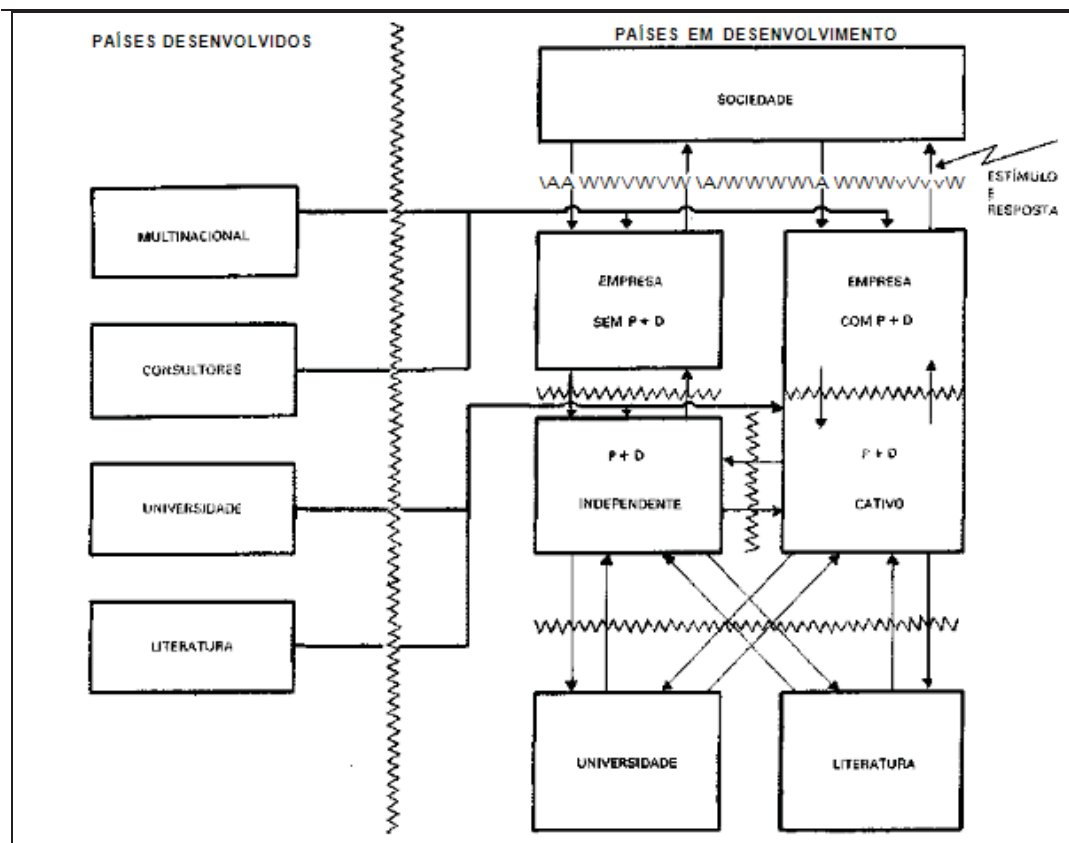 PAÍSES DESENVOLVIDOS
PAÍSES EM DESENVOLVIMENTO
SOCIEDADE
ESTÍMULO
E
RESPOSTA
MULTINACIONAL
EMPRESA
SEM P + D
EMPRESA
COM P + D
CONSULTORES
P + D
INDEPENDENTE
P + D
CATIVO
UNIVERSIDADE
LITERATURA
UNIVERSIDADE
LITERATURA